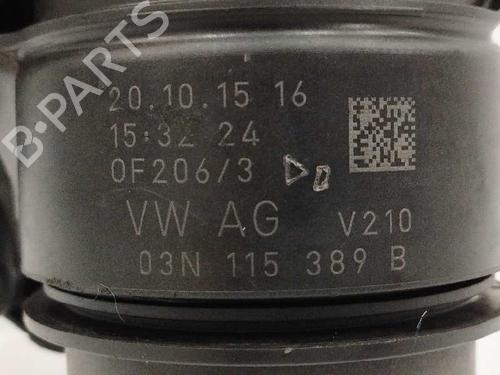 B-PARTS
20.10.15 16
15:32 24
0F206/3
VW AG V210
03N 115 389 B